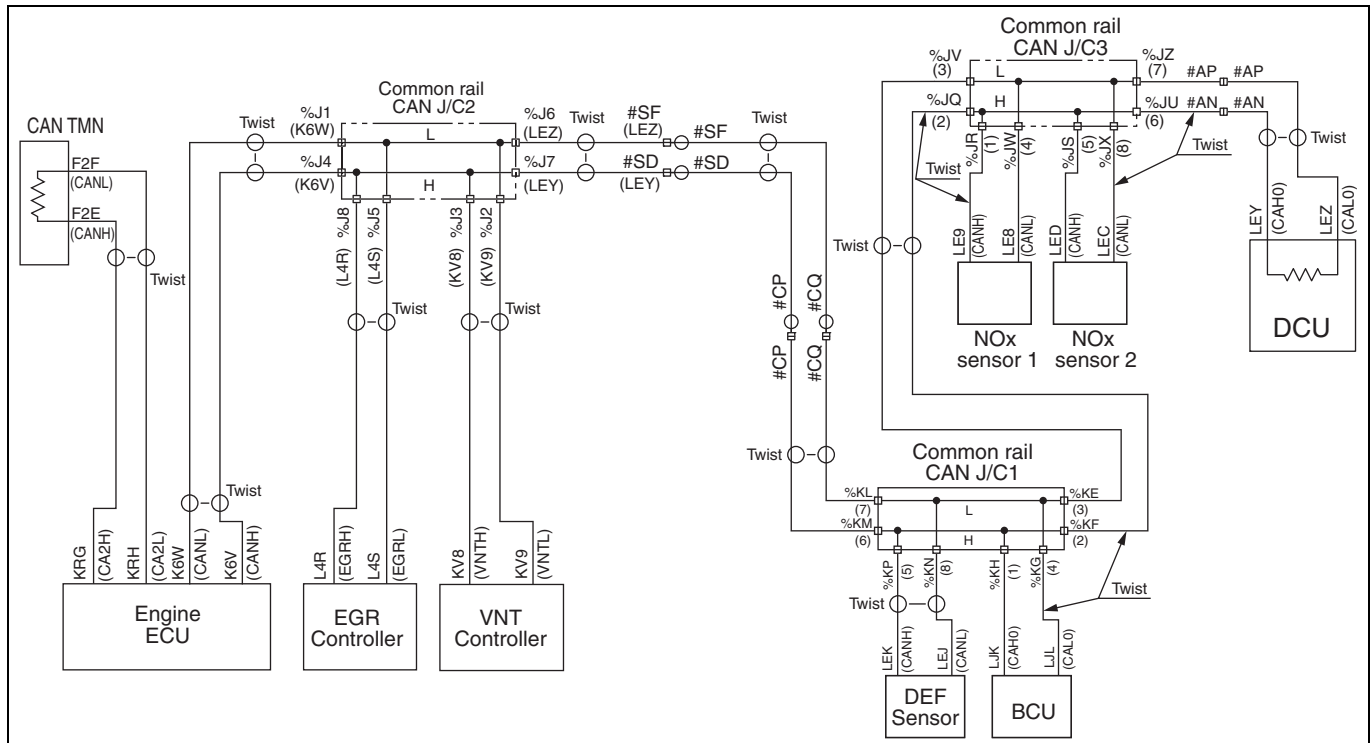 Common rail
CAN J/C3
%JV
(3)
%JZ
(7)
#AP
#AP
L
%JQ
(2)
H
%JU
(6)
#AN
#AN
%JR
(1)
%JW
(4)
%JS
(5)
%JX
(8)
Twist
Twist
Twist
LE9
(CANH)
LE8
(CANL)
LED
(CANH)
LEC
(CANL)
LEY
(CAH0)
LEZ
(CAL0)
NOx
sensor 1
NOx
sensor 2
DCU
Common rail
CAN J/C2
%J1
(K6W)
%J4
(K6V)
L
H
%J6
(LEZ)
%J7
(LEY)
Twist
Twist
#SF
(LEZ)
#SF
#SD
(LEY)
#SD
Twist
CAN TMN
F2F
(CANL)
F2E
(CANH)
Twist
(L4R) %J8
(L4S) %J5
(KV8) %J3
(KV9) %J2
Twist
Twist
Twist
Twist
#CP
#CQ
#CP
#CQ
Twist
KRG
(CA2H)
KRH
(CA2L)
K6W
(CANL)
K6V
(CANH)
L4R
(EGRH)
L4S
(EGRL)
KV8
(VNTH)
KV9
(VNTL)
Engine
ECU
EGR
Controller
VNT
Controller
Common rail
CAN J/C1
%KL
(7)
%KM
(6)
L
H
%KE
(3)
%KF
(2)
%KP
(5)
%KN
(8)
%KH
(1)
%KG
(4)
Twist
Twist
LEK
(CANH)
LEJ
(CANL)
LJK
(CAH0)
LJL
(CAL0)
DEF
Sensor
BCU